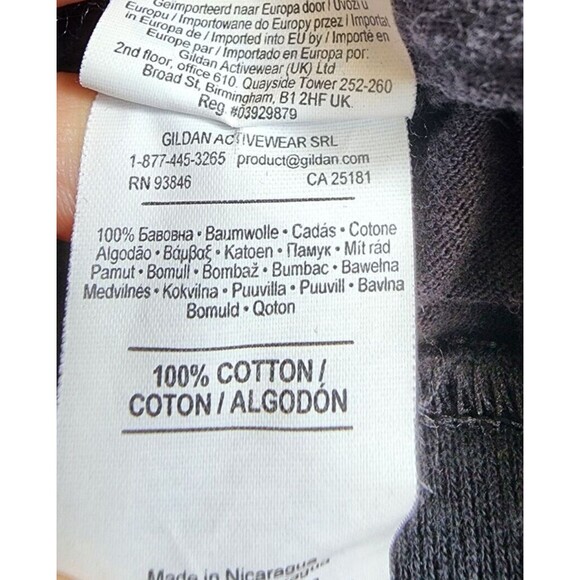 Geïmporteerd naar Europa door / Uvozi u
Europu / Importowane do Europy przez / Importat
in Europa de / Imported into EU by / Importé en
Europe par / Importado en Europa por:
Gildan Activewear (UK) Ltd
2nd floor, office 610. Quayside Tower 252-260
Broad St, Birmingham, B1 2HF UK.
Reg. #03929879
GILDAN ACTIVEWEAR SRL
1-877-445-3265 product@gildan.com
RN 93846 CA 25181
100% Бавовна • Baumwolle • Cadás • Cotone
Algodão • Βάμβαξ • Katoen • Памук • Mit rád
Pamut • Bomull • Bombaž • Bumbac • Bawełna
Medvilnės • Kokvilna • Puuvilla • Puuvill • Bavlna
Bomuld • Qoton
100% COTTON /
COTON / ALGODÓN
Made in Nicaragua